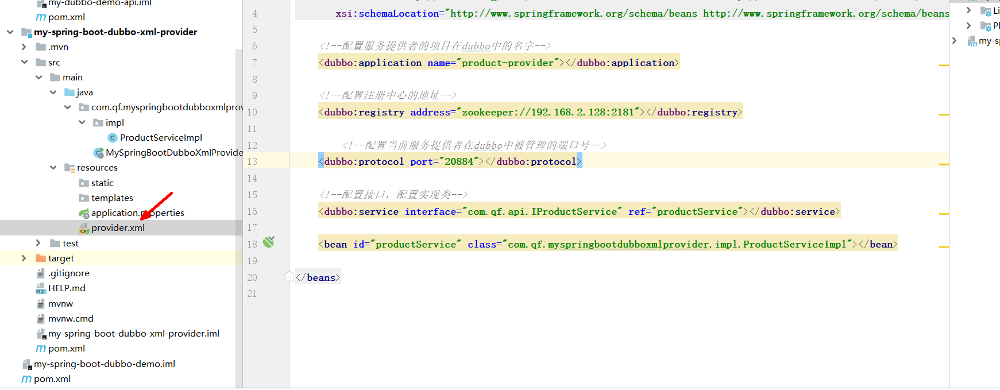 my-dubbo-demo-api.iml
pom.xml
my-spring-boot-dubbo-xml-provider
.mvn
src
main
java
com.qf.myspringbootdubboxmlprov
impl
ProductServiceImpl
MySpringBootDubboXmlProvide
resources
static
templates
application.properties
provider.xml
test
target
.gitignore
HELP.md
mvnw
mvnw.cmd
my-spring-boot-dubbo-xml-provider.iml
pom.xml
my-spring-boot-dubbo-demo.iml
pom.xml
4 xsi:schemaLocation="http://www.springframework.org/schema/beans http://www.springframework.org/schema/beans
5
6 <!--配置服务提供者的项目在dubbo中的名字-->
7 <dubbo:application name="product-provider"></dubbo:application>
8
9 <!--配置注册中心的地址-->
10 <dubbo:registry address="zookeeper://192.168.2.128:2181"></dubbo:registry>
11
12 <!--配置当前服务提供者在dubbo中被管理的端口号-->
13 <dubbo:protocol port="20884"></dubbo:protocol>
14
15 <!--配置接口，配置实现类-->
16 <dubbo:service interface="com.qf.api.IProductService" ref="productService"></dubbo:service>
17
18 <bean id="productService" class="com.qf.myspringbootdubboxmlprovider.impl.ProductServiceImpl"></bean>
19
20 </beans>
21
Li
Pl
my-sp